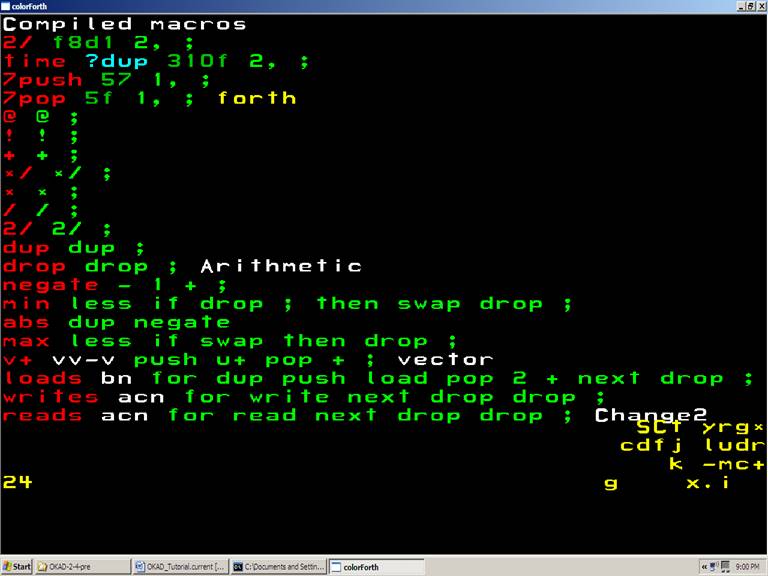 colorForth
Compiled macros
2/ f8d1 2, ;
time ?dup 310f 2, ;
7push 57 1, ;
7pop 5f 1, ; forth
@ @ ;
! ! ;
+ + ;
*/ */ ;
* * ;
/ / ;
2/ 2/ ;
dup dup ;
drop drop ; Arithmetic
negate - 1 + ;
min less if drop ; then swap drop ;
abs dup negate
max less if swap then drop ;
v+ vv-v push u+ pop + ; vector
loads bn for dup push load pop 2 + next drop ;
writes acn for write next drop drop ;
reads acn for read next drop drop ; Change2
SCt yrg*
cdfj ludr
k -mc+
24 g x.i
Start OKAD-2-4-pre OKAD_Tutorial.current [... C:\Documents and Settin... colorForth « 9:00 PM